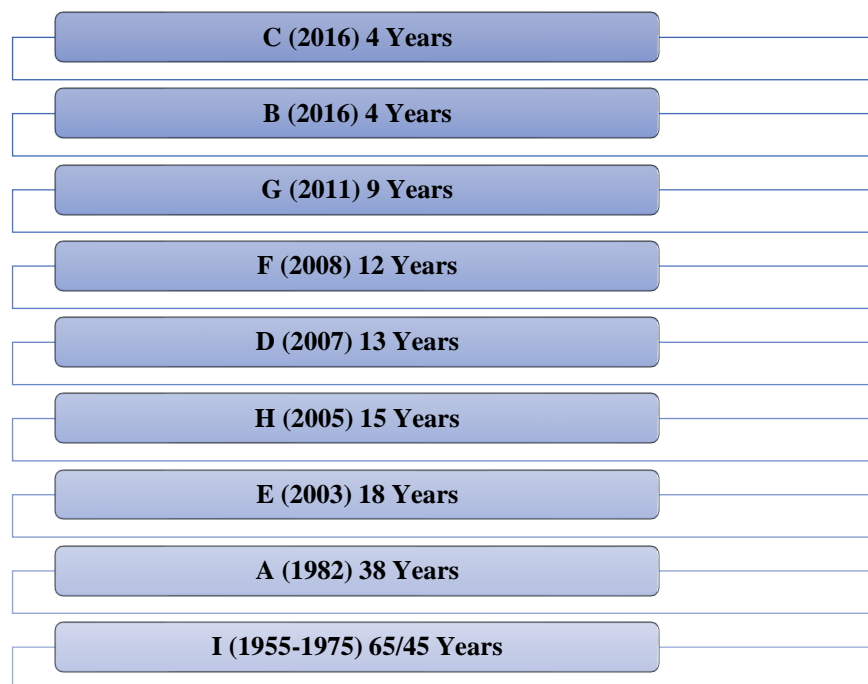 C (2016) 4 Years
B (2016) 4 Years
G (2011) 9 Years
F (2008) 12 Years
D (2007) 13 Years
H (2005) 15 Years
E (2003) 18 Years
A (1982) 38 Years
I (1955-1975) 65/45 Years